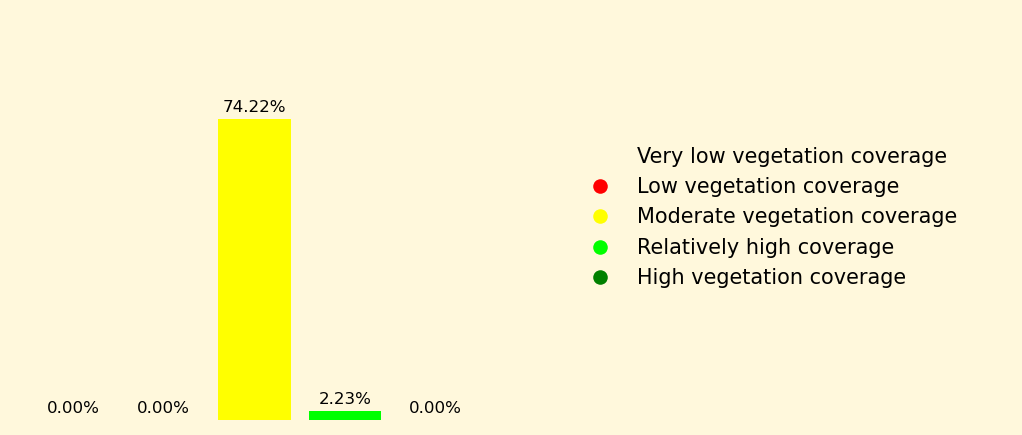 74.22%
2.23%
0.00%
0.00%
0.00%
Very low vegetation coverage
Low vegetation coverage
Moderate vegetation coverage
Relatively high coverage
High vegetation coverage